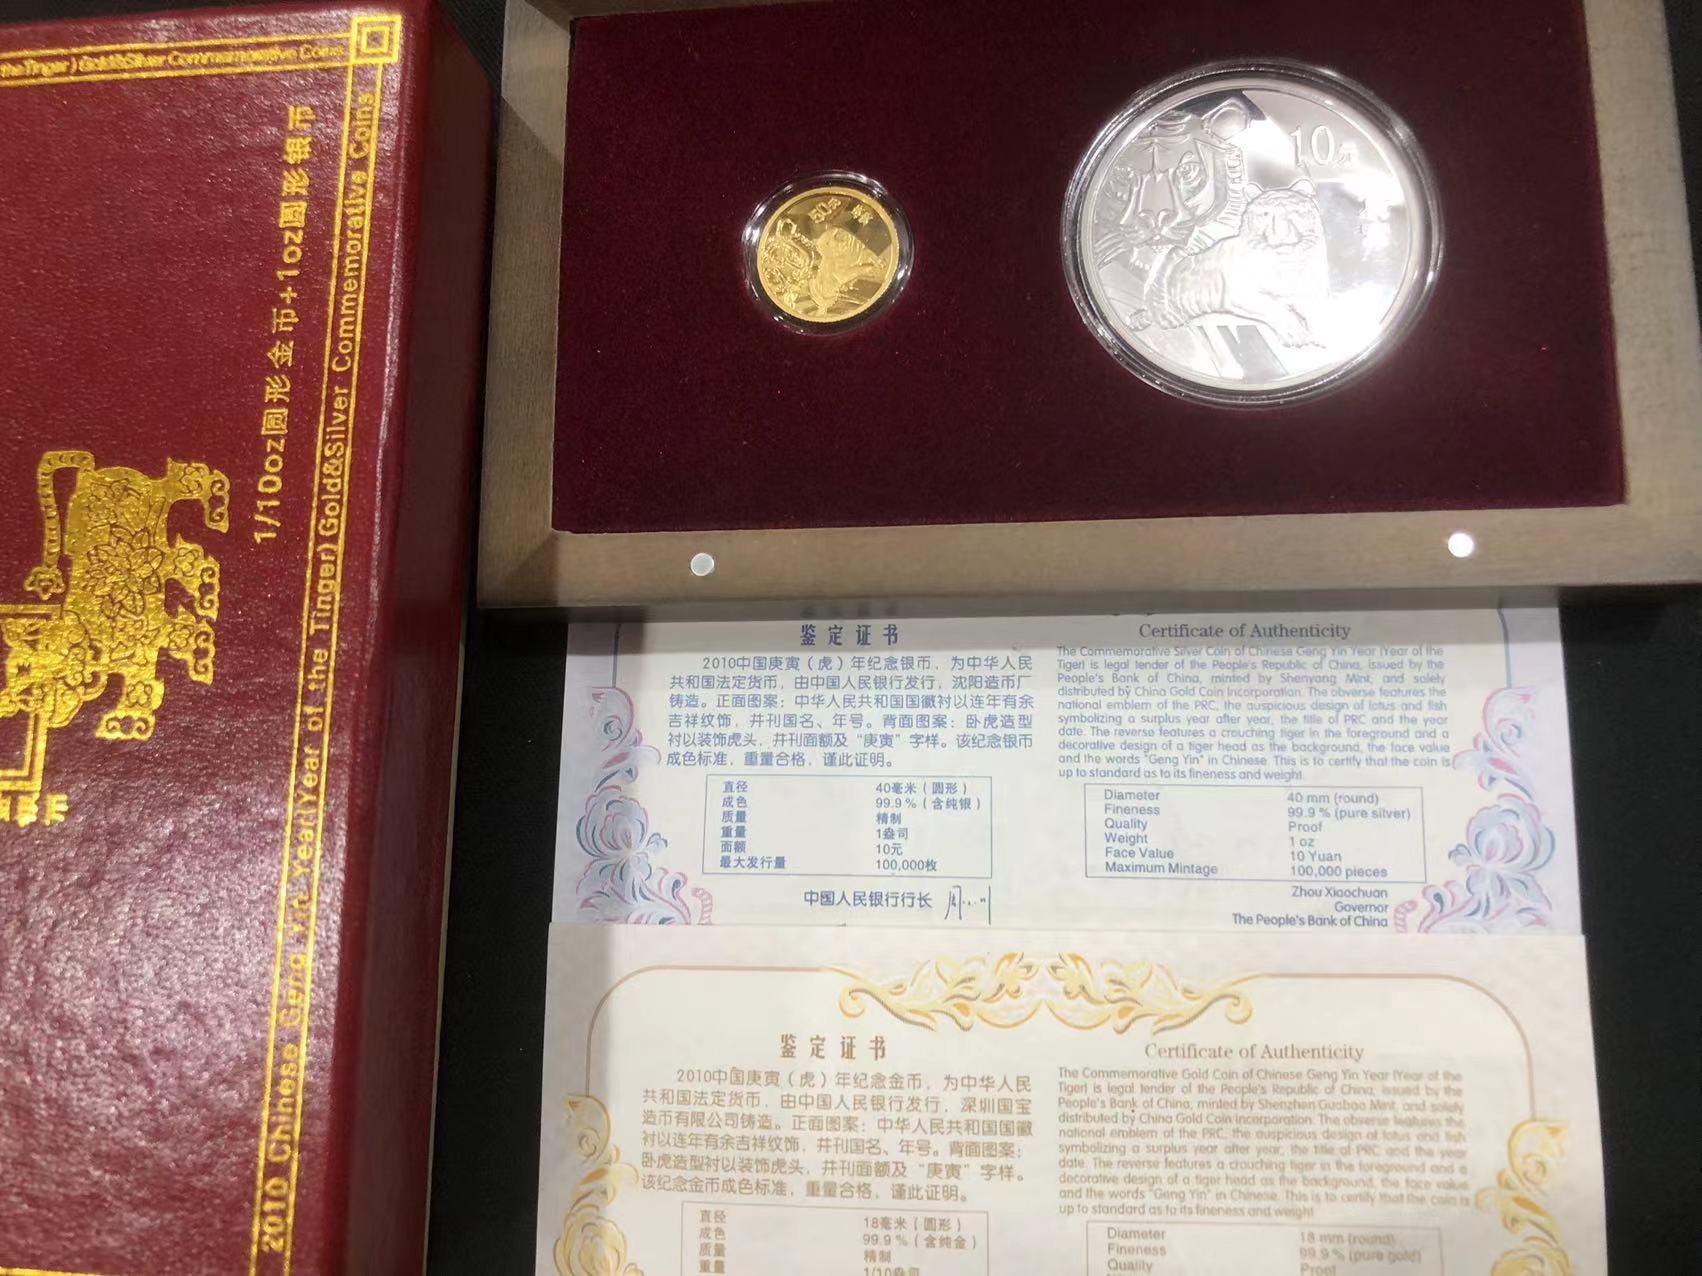 the Tinger) Gold&Silver Commemorative Coins
1/10oz圆形金币+1oz圆形银币
2010 Chinese Geng Yin Year(Year of the Tinger) Gold&Silver Commemorative Coins
50元
10元
鉴定证书
2010中国庚寅（虎）年纪念银币，为中华人民
共和国法定货币，由中国人民银行发行，沈阳造币厂
铸造。正面图案：中华人民共和国国徽衬以连年有余
吉祥纹饰，并刊国名、年号。背面图案：卧虎造型
衬以装饰虎头，并刊面额及“庚寅”字样。该纪念银币
成色标准，重量合格，谨此证明。
直径 40毫米（圆形）
成色 99.9％（含纯银）
质量 精制
重量 1盎司
面额 10元
最大发行量 100,000枚
中国人民银行行长
Certificate of Authenticity
The Commemorative Silver Coin of Chinese Geng Yin Year (Year of the
Tiger) is legal tender of the People's Republic of China, issued by the
People's Bank of China, minted by Shenyang Mint, and solely
distributed by China Gold Coin Incorporation. The obverse features the
national emblem of the PRC, the auspicious design of lotus and fish
symbolizing a surplus year after year, the title of PRC and the year
date. The reverse features a crouching tiger in the foreground and a
decorative design of a tiger head as the background, the face value
and the words "Geng Yin" in Chinese. This is to certify that the coin is
up to standard as to its fineness and weight.
Diameter 40 mm (round)
Fineness 99.9 % (pure silver)
Quality Proof
Weight 1 oz
Face Value 10 Yuan
Maximum Mintage 100,000 pieces
Zhou Xiaochuan
Governor
The People's Bank of China
鉴定证书
2010中国庚寅（虎）年纪念金币，为中华人民
共和国法定货币，由中国人民银行发行，深圳国宝
造币有限公司铸造。正面图案：中华人民共和国国徽
衬以连年有余吉祥纹饰，并刊国名、年号。背面图案：
卧虎造型衬以装饰虎头，并刊面额及“庚寅”字样。
该纪念金币成色标准，重量合格，谨此证明。
直径 18毫米（圆形）
成色 99.9％（含纯金）
质量 精制
重量 1/10盎司
Certificate of Authenticity
The Commemorative Gold Coin of Chinese Geng Yin Year (Year of the
Tiger) is legal tender of the People's Republic of China, issued by the
People's Bank of China, minted by Shenzhen Guobao Mint, and solely
distributed by China Gold Coin Incorporation. The obverse features the
national emblem of the PRC, the auspicious design of lotus and fish
symbolizing a surplus year after year, the title of PRC and the year
date. The reverse features a crouching tiger in the foreground and a
decorative design of a tiger head as the background, the face value
and the words "Geng Yin" in Chinese. This is to certify that the coin is
up to standard as to its fineness and weight
Diameter 18 mm (round)
Fineness 99.9 % (pure gold)
Quality Proof